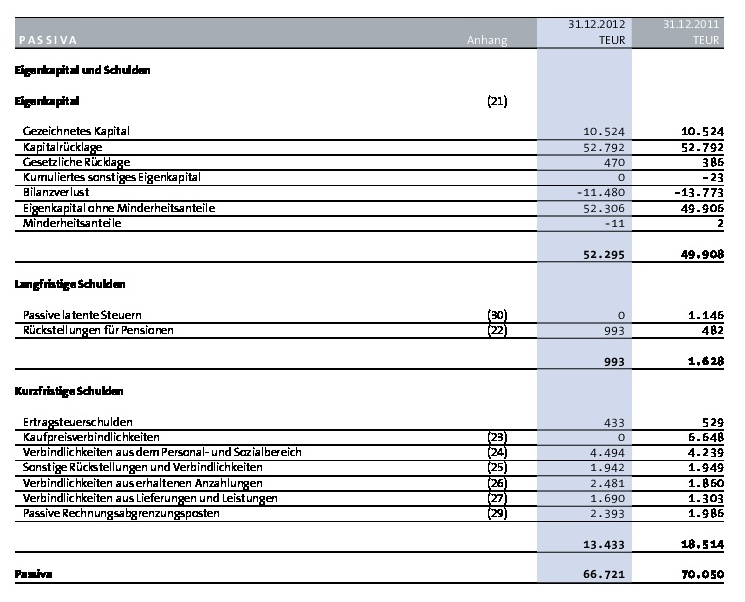 31.12.2012 31.12.2011
PASSIVA Anhang TEUR TEUR
Eigenkapital und Schulden
Eigenkapital (21)
Gezeichnetes Kapital 10.524 10.524
Kapitalrücklage 52.792 52.792
Gesetzliche Rücklage 470 386
Kumuliertes sonstiges Eigenkapital 0 -23
Bilanzverlust -11.480 -13.773
Eigenkapital ohne Minderheitsanteile 52.306 49.906
Minderheitsanteile -11 2
52.295 49.908
Langfristige Schulden
Passive latente Steuern (30) 0 1.146
Rückstellungen für Pensionen (22) 993 482
993 1.628
Kurzfristige Schulden
Ertragsteuerschulden 433 529
Kaufpreisverbindlichkeiten (23) 0 6.648
Verbindlichkeiten aus dem Personal- und Sozialbereich (24) 4.494 4.239
Sonstige Rückstellungen und Verbindlichkeiten (25) 1.942 1.949
Verbindlichkeiten aus erhaltenen Anzahlungen (26) 2.481 1.860
Verbindlichkeiten aus Lieferungen und Leistungen (27) 1.690 1.303
Passive Rechnungsabgrenzungsposten (29) 2.393 1.986
13.433 18.514
Passiva 66.721 70.050